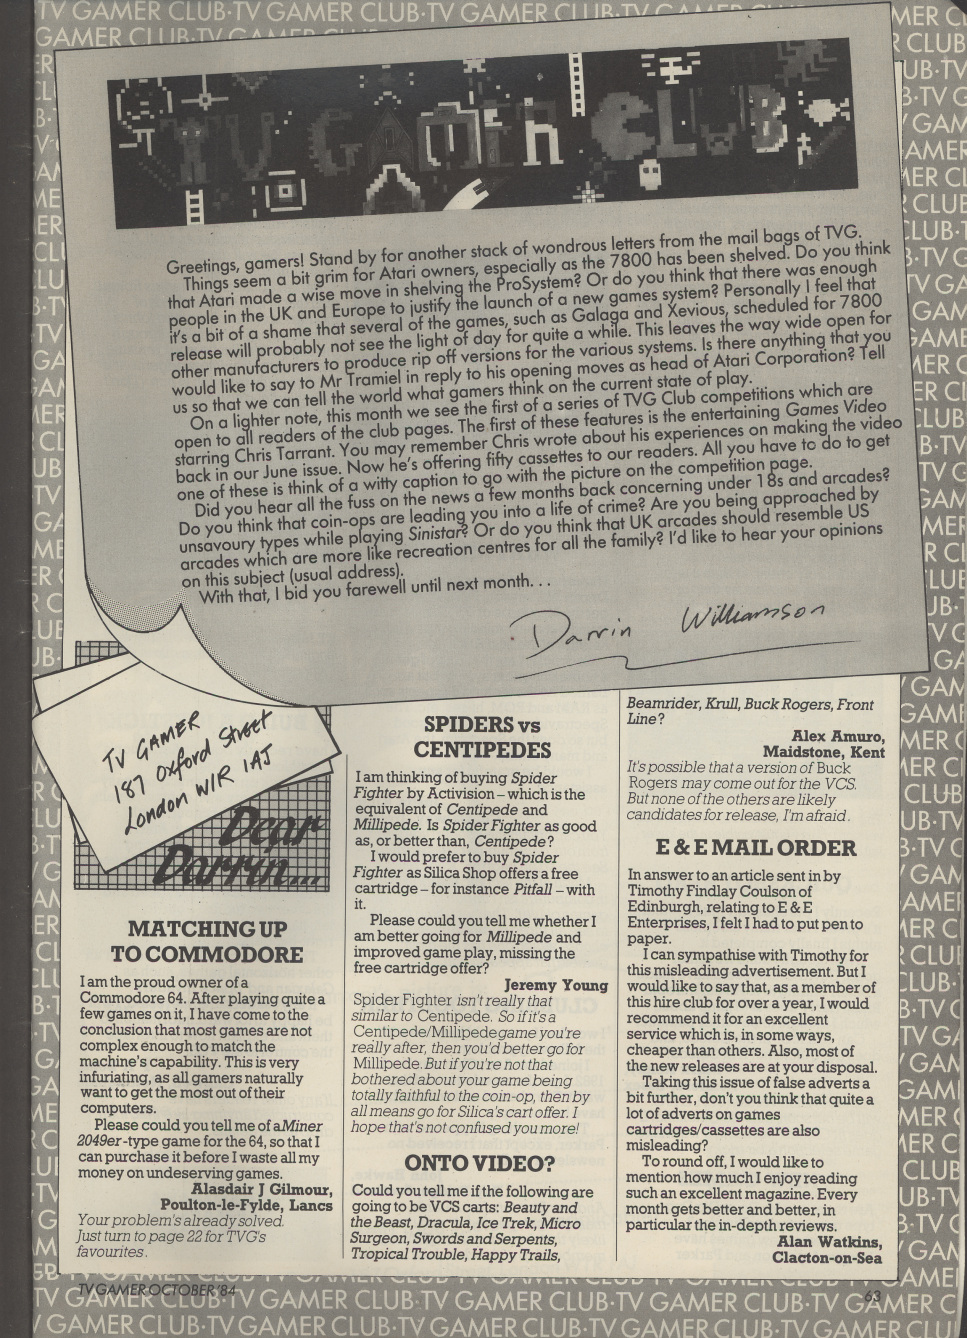 TV GAMER CLUB
Greetings, gamers! Stand by for another stack of wondrous letters from the mail bags of TVG.
Things seem a bit grim for Atari owners, especially as the 7800 has been shelved. Do you think
that Atari made a wise move in shelving the ProSystem? Or do you think that there was enough
people in the UK and Europe to justify the launch of a new games system? Personally I feel that
it's a bit of a shame that several of the games, such as Galaga and Xevious, scheduled for 7800
release will probably not see the light of day for quite a while. This leaves the way wide open for
other manufacturers to produce rip off versions for the various systems. Is there anything that you
would like to say to Mr Tramiel in reply to his opening moves as head of Atari Corporation? Tell
us so that we can tell the world what gamers think on the current state of play.
On a lighter note, this month we see the first of a series of TVG Club competitions which are
open to all readers of the club pages. The first of these features is the entertaining Games Video
starring Chris Tarrant. You may remember Chris wrote about his experiences on making the video
back in our June issue. Now he's offering fifty cassettes to our readers. All you have to do to get
one of these is think of a witty caption to go with the picture on the competition page.
Did you hear all the fuss on the news a few months back concerning under 18s and arcades?
Do you think that coin-ops are leading you into a life of crime? Are you being approached by
unsavoury types while playing Sinistar? Or do you think that UK arcades should resemble US
arcades which are more like recreation centres for all the family? I'd like to hear your opinions
on this subject (usual address).
With that, I bid you farewell until next month. . .
Darrin Williamson
TV GAMER
187 Oxford Street
London W1R 1AJ
Dear
Darrin...
MATCHING UP
TO COMMODORE
I am the proud owner of a
Commodore 64. After playing quite a
few games on it, I have come to the
conclusion that most games are not
complex enough to match the
machine's capability. This is very
infuriating, as all gamers naturally
want to get the most out of their
computers.
Please could you tell me of a Miner
2049er-type game for the 64, so that I
can purchase it before I waste all my
money on undeserving games.
Alasdair J Gilmour,
Poulton-le-Fylde, Lancs
Your problem's already solved.
Just turn to page 22 for TVG's
favourites.
SPIDERS vs
CENTIPEDES
I am thinking of buying Spider
Fighter by Activision – which is the
equivalent of Centipede and
Millipede. Is Spider Fighter as good
as, or better than, Centipede?
I would prefer to buy Spider
Fighter as Silica Shop offers a free
cartridge – for instance Pitfall – with
it.
Please could you tell me whether I
am better going for Millipede and
improved game play, missing the
free cartridge offer?
Jeremy Young
Spider Fighter isn't really that
similar to Centipede. So if it's a
Centipede/Millipede game you're
really after, then you'd better go for
Millipede. But if you're not that
bothered about your game being
totally faithful to the coin-op, then by
all means go for Silica's cart offer. I
hope that's not confused you more!
ONTO VIDEO?
Could you tell me if the following are
going to be VCS carts: Beauty and
the Beast, Dracula, Ice Trek, Micro
Surgeon, Swords and Serpents,
Tropical Trouble, Happy Trails,
Beamrider, Krull, Buck Rogers, Front
Line?
Alex Amuro,
Maidstone, Kent
It's possible that a version of Buck
Rogers may come out for the VCS.
But none of the others are likely
candidates for release, I'm afraid.
E & E MAIL ORDER
In answer to an article sent in by
Timothy Findlay Coulson of
Edinburgh, relating to E & E
Enterprises, I felt I had to put pen to
paper.
I can sympathise with Timothy for
this misleading advertisement. But I
would like to say that, as a member of
this hire club for over a year, I would
recommend it for an excellent
service which is, in some ways,
cheaper than others. Also, most of
the new releases are at your disposal.
Taking this issue of false adverts a
bit further, don't you think that quite a
lot of adverts on games
cartridges/cassettes are also
misleading?
To round off, I would like to
mention how much I enjoy reading
such an excellent magazine. Every
month gets better and better, in
particular the in-depth reviews.
Alan Watkins,
Clacton-on-Sea
TV GAMER OCTOBER '84
63